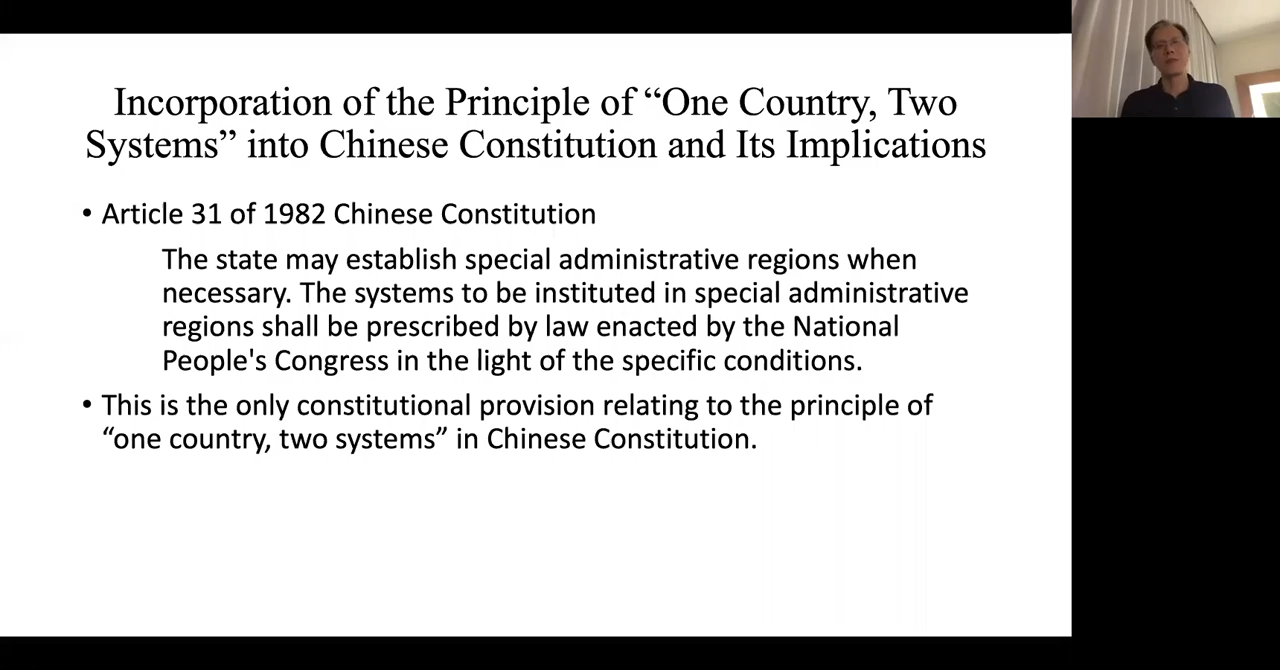 Incorporation of the Principle of “One Country, Two
Systems” into Chinese Constitution and Its Implications
• Article 31 of 1982 Chinese Constitution
The state may establish special administrative regions when
necessary. The systems to be instituted in special administrative
regions shall be prescribed by law enacted by the National
People's Congress in the light of the specific conditions.
• This is the only constitutional provision relating to the principle of
“one country, two systems” in Chinese Constitution.